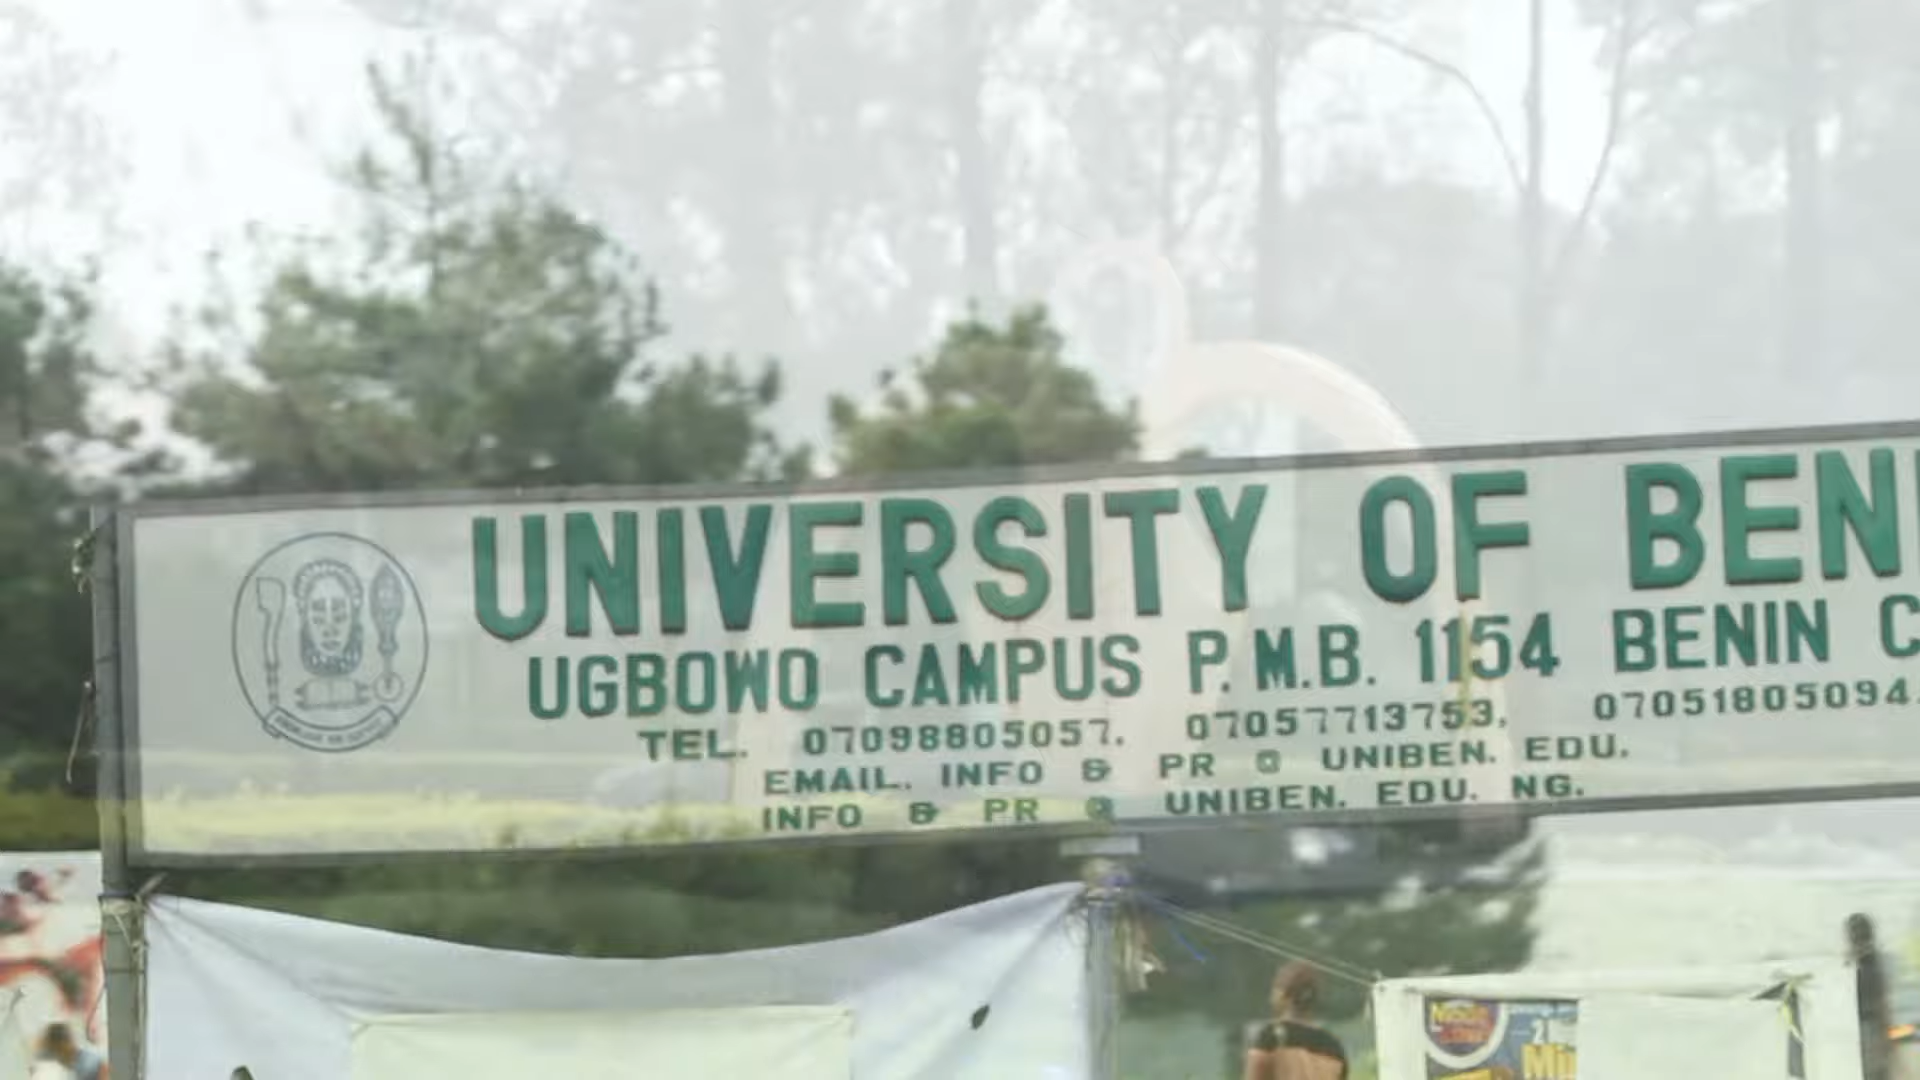 UNIVERSITY OF BENI
UGBOWO CAMPUS P.M.B. 1154 BENIN C
TEL. 07098805057. 07057713753, 07051805094.
EMAIL. INFO & PR @ UNIBEN. EDU.
INFO & PR @ UNIBEN. EDU. NG.